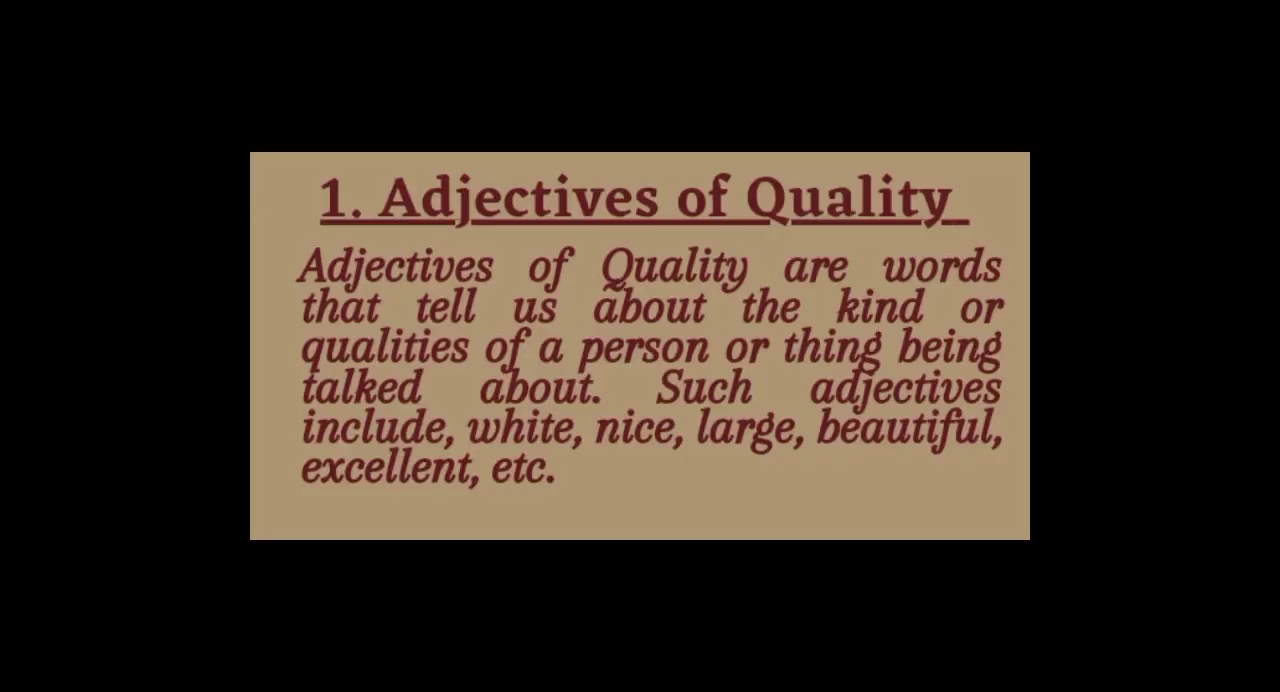 1. Adjectives of Quality
Adjectives of Quality are words
that tell us about the kind or
qualities of a person or thing being
talked about. Such adjectives
include, white, nice, large, beautiful,
excellent, etc.